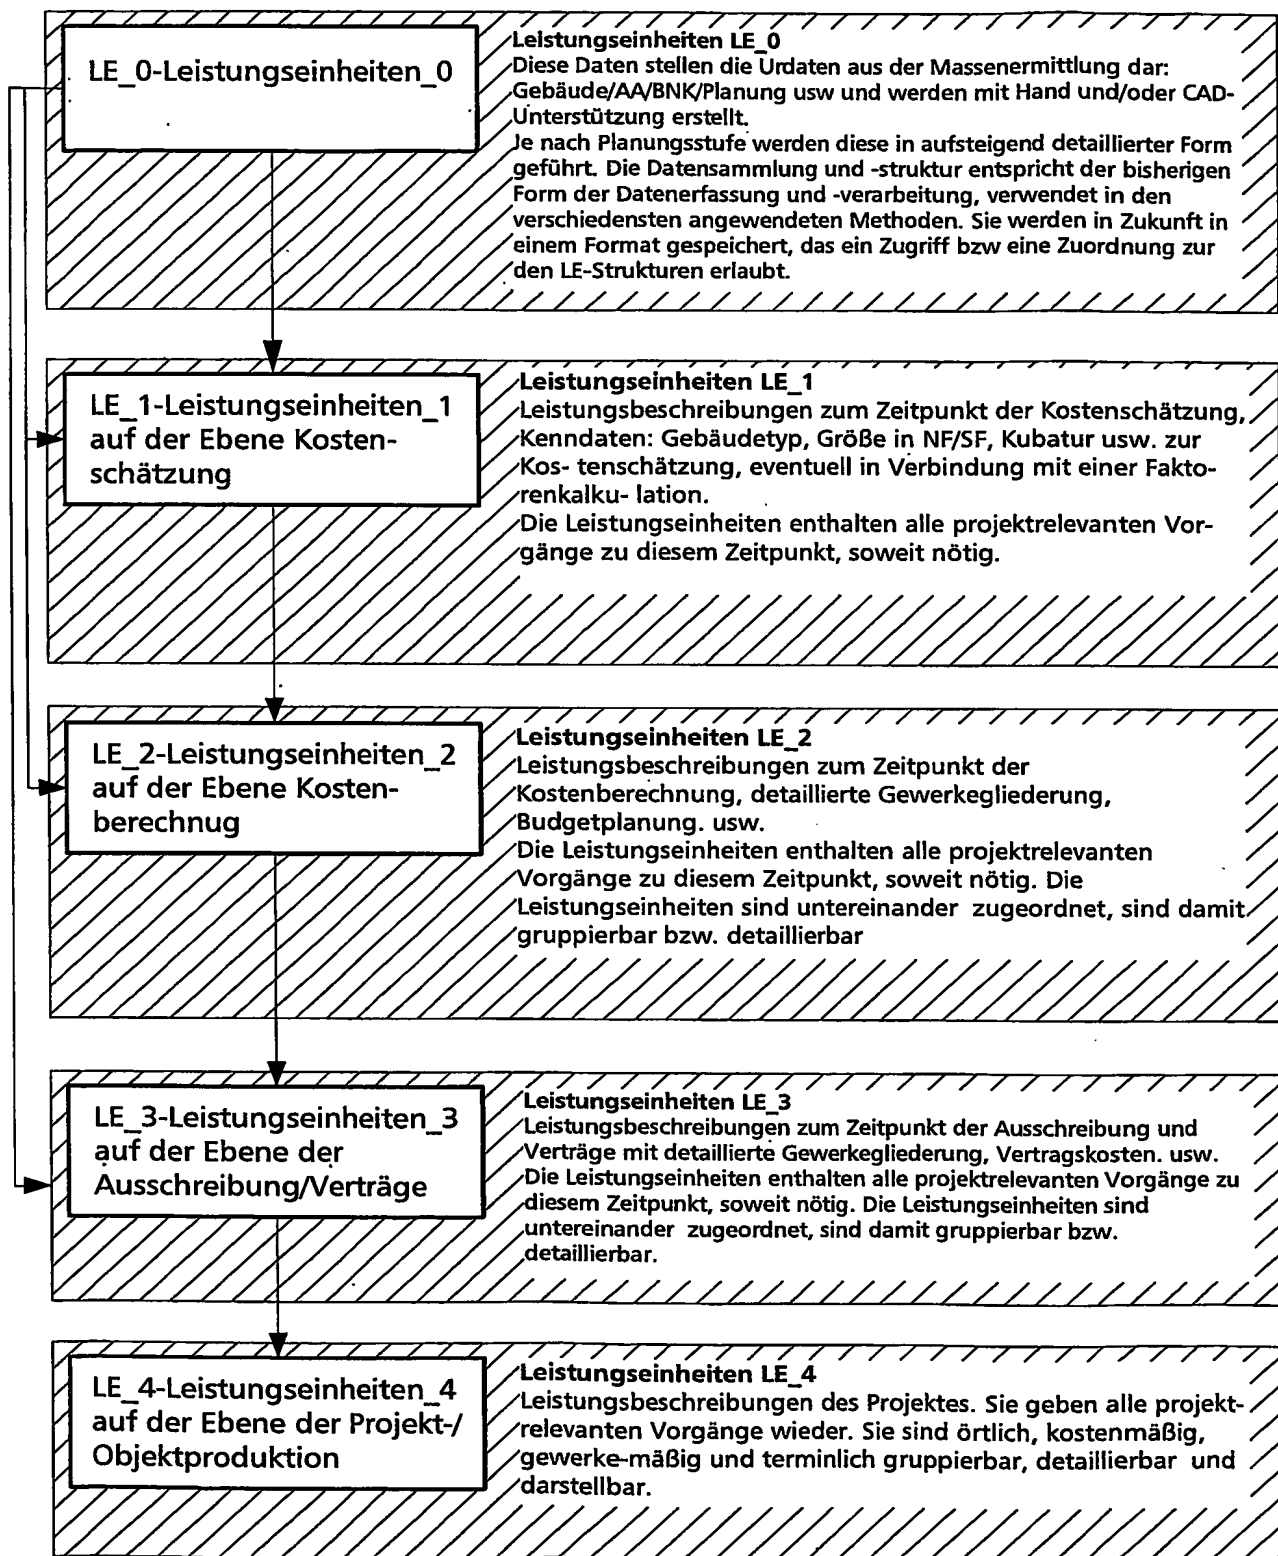 LE_0-Leistungseinheiten_0
Leistungseinheiten LE_0
Diese Daten stellen die Urdaten aus der Massenermittlung dar:
Gebäude/AA/BNK/Planung usw und werden mit Hand und/oder CAD-
Unterstützung erstellt.
Je nach Planungsstufe werden diese in aufsteigend detaillierter Form
geführt. Die Datensammlung und -struktur entspricht der bisherigen
Form der Datenerfassung und -verarbeitung, verwendet in den
verschiedensten angewendeten Methoden. Sie werden in Zukunft in
einem Format gespeichert, das ein Zugriff bzw eine Zuordnung zur
den LE-Strukturen erlaubt.
LE_1-Leistungseinheiten_1
auf der Ebene Kosten-
schätzung
Leistungseinheiten LE_1
Leistungsbeschreibungen zum Zeitpunkt der Kostenschätzung,
Kenndaten: Gebäudetyp, Größe in NF/SF, Kubatur usw. zur
Kos- tenschätzung, eventuell in Verbindung mit einer Fakto-
renkalku- lation.
Die Leistungseinheiten enthalten alle projektrelevanten Vor-
gänge zu diesem Zeitpunkt, soweit nötig.
LE_2-Leistungseinheiten_2
auf der Ebene Kosten-
berechnug
Leistungseinheiten LE_2
Leistungsbeschreibungen zum Zeitpunkt der
Kostenberechnung, detaillierte Gewerkegliederung,
Budgetplanung. usw.
Die Leistungseinheiten enthalten alle projektrelevanten
Vorgänge zu diesem Zeitpunkt, soweit nötig. Die
Leistungseinheiten sind untereinander zugeordnet, sind damit
gruppierbar bzw. detaillierbar
LE_3-Leistungseinheiten_3
auf der Ebene der
Ausschreibung/Verträge
Leistungseinheiten LE_3
Leistungsbeschreibungen zum Zeitpunkt der Ausschreibung und
Verträge mit detaillierte Gewerkegliederung, Vertragskosten. usw.
Die Leistungseinheiten enthalten alle projektrelevanten Vorgänge zu
diesem Zeitpunkt, soweit nötig. Die Leistungseinheiten sind
untereinander zugeordnet, sind damit gruppierbar bzw.
detaillierbar.
LE_4-Leistungseinheiten_4
auf der Ebene der Projekt-/
Objektproduktion
Leistungseinheiten LE_4
Leistungsbeschreibungen des Projektes. Sie geben alle projekt-
relevanten Vorgänge wieder. Sie sind örtlich, kostenmäßig,
gewerke-mäßig und terminlich gruppierbar, detaillierbar und
darstellbar.